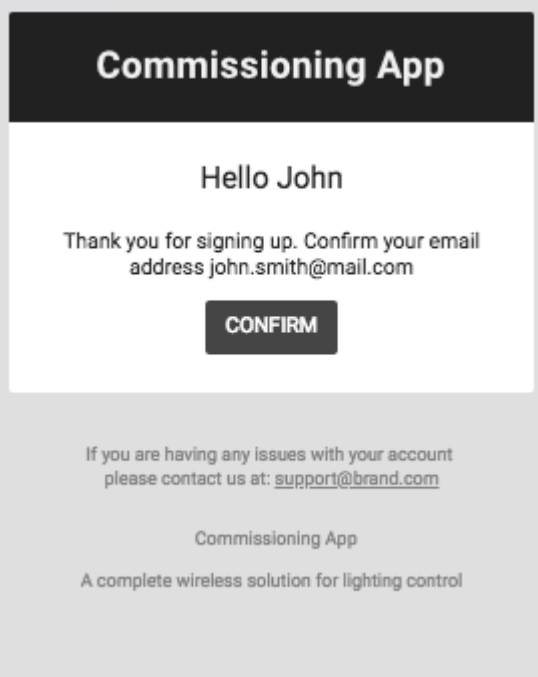 Commissioning App
Hello John
Thank you for signing up. Confirm your email
address john.smith@mail.com
CONFIRM
If you are having any issues with your account
please contact us at: support@brand.com
Commissioning App
A complete wireless solution for lighting control